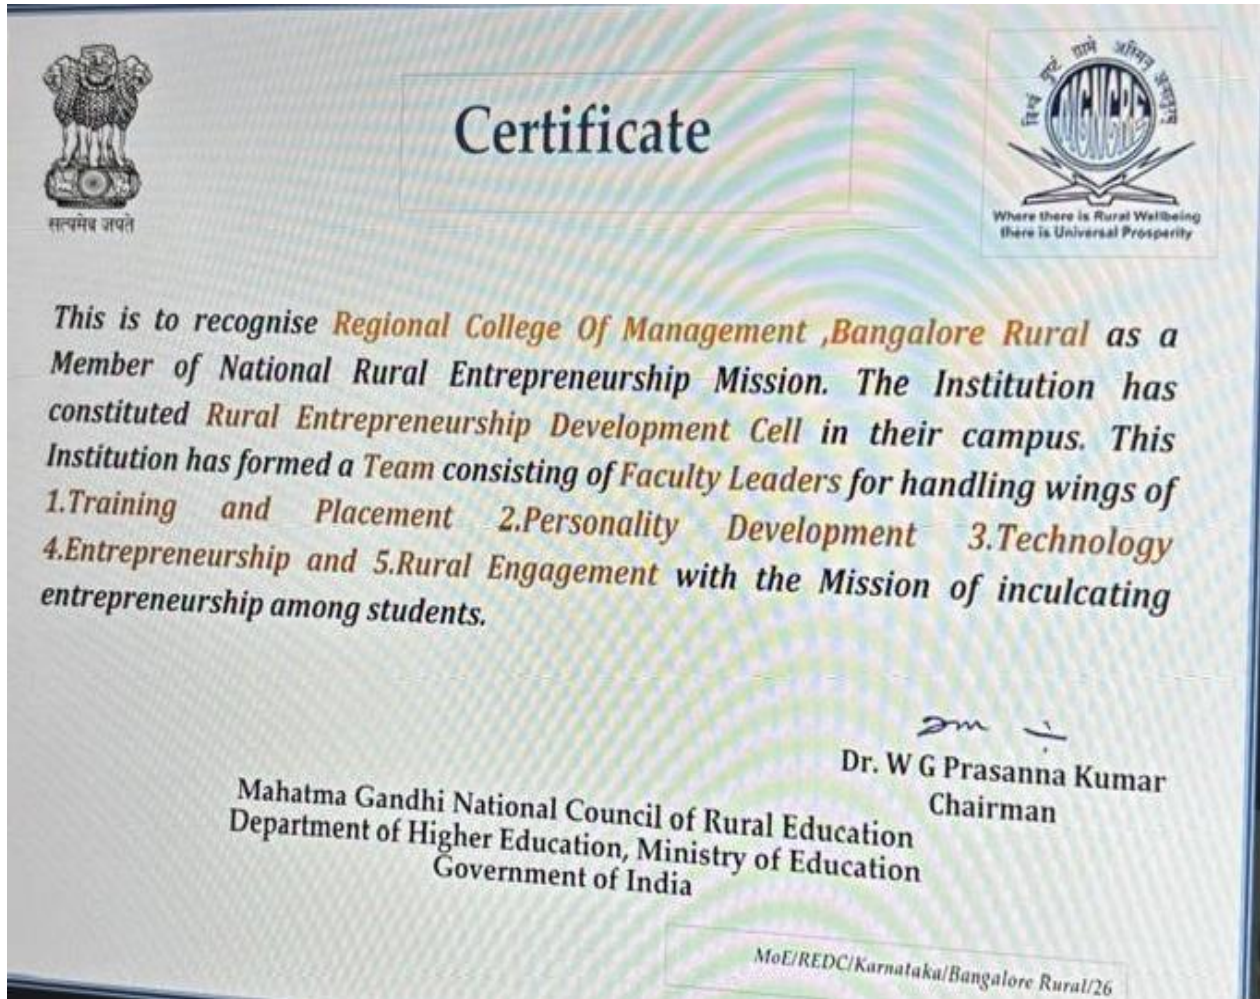 Certificate
सत्यमेव जयते
विश्वं पुष्टं ग्रामे अस्मिन् अनातुरम्
MGNCRE
Where there is Rural Wellbeing
there is Universal Prosperity
This is to recognise Regional College Of Management ,Bangalore Rural as a
Member of National Rural Entrepreneurship Mission. The Institution has
constituted Rural Entrepreneurship Development Cell in their campus. This
Institution has formed a Team consisting of Faculty Leaders for handling wings of
1.Training and Placement 2.Personality Development 3.Technology
4.Entrepreneurship and 5.Rural Engagement with the Mission of inculcating
entrepreneurship among students.
Dr. W G Prasanna Kumar
Chairman
Mahatma Gandhi National Council of Rural Education
Department of Higher Education, Ministry of Education
Government of India
MoE/REDC/Karnataka/Bangalore Rural/26